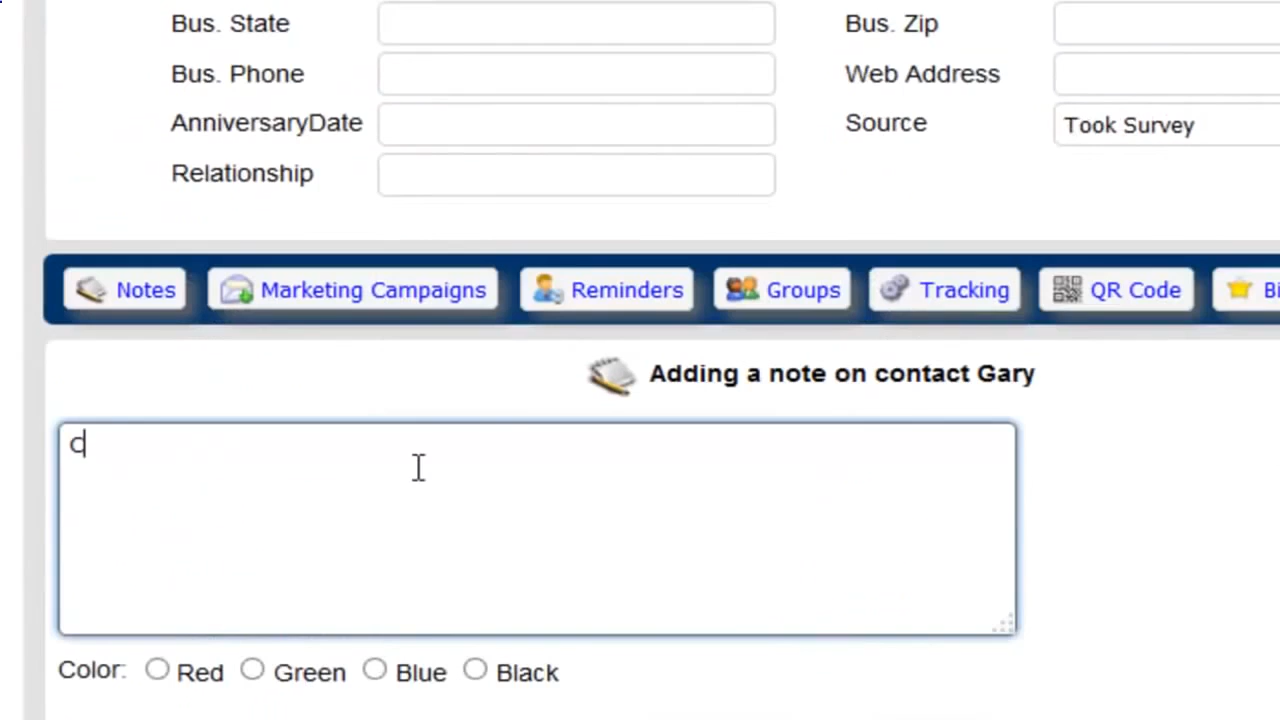 Bus. State Bus. Zip
Bus. Phone Web Address
AnniversaryDate Source Took Survey
Relationship
Notes Marketing Campaigns Reminders Groups Tracking QR Code Bi
Adding a note on contact Gary
c
Color: Red Green Blue Black